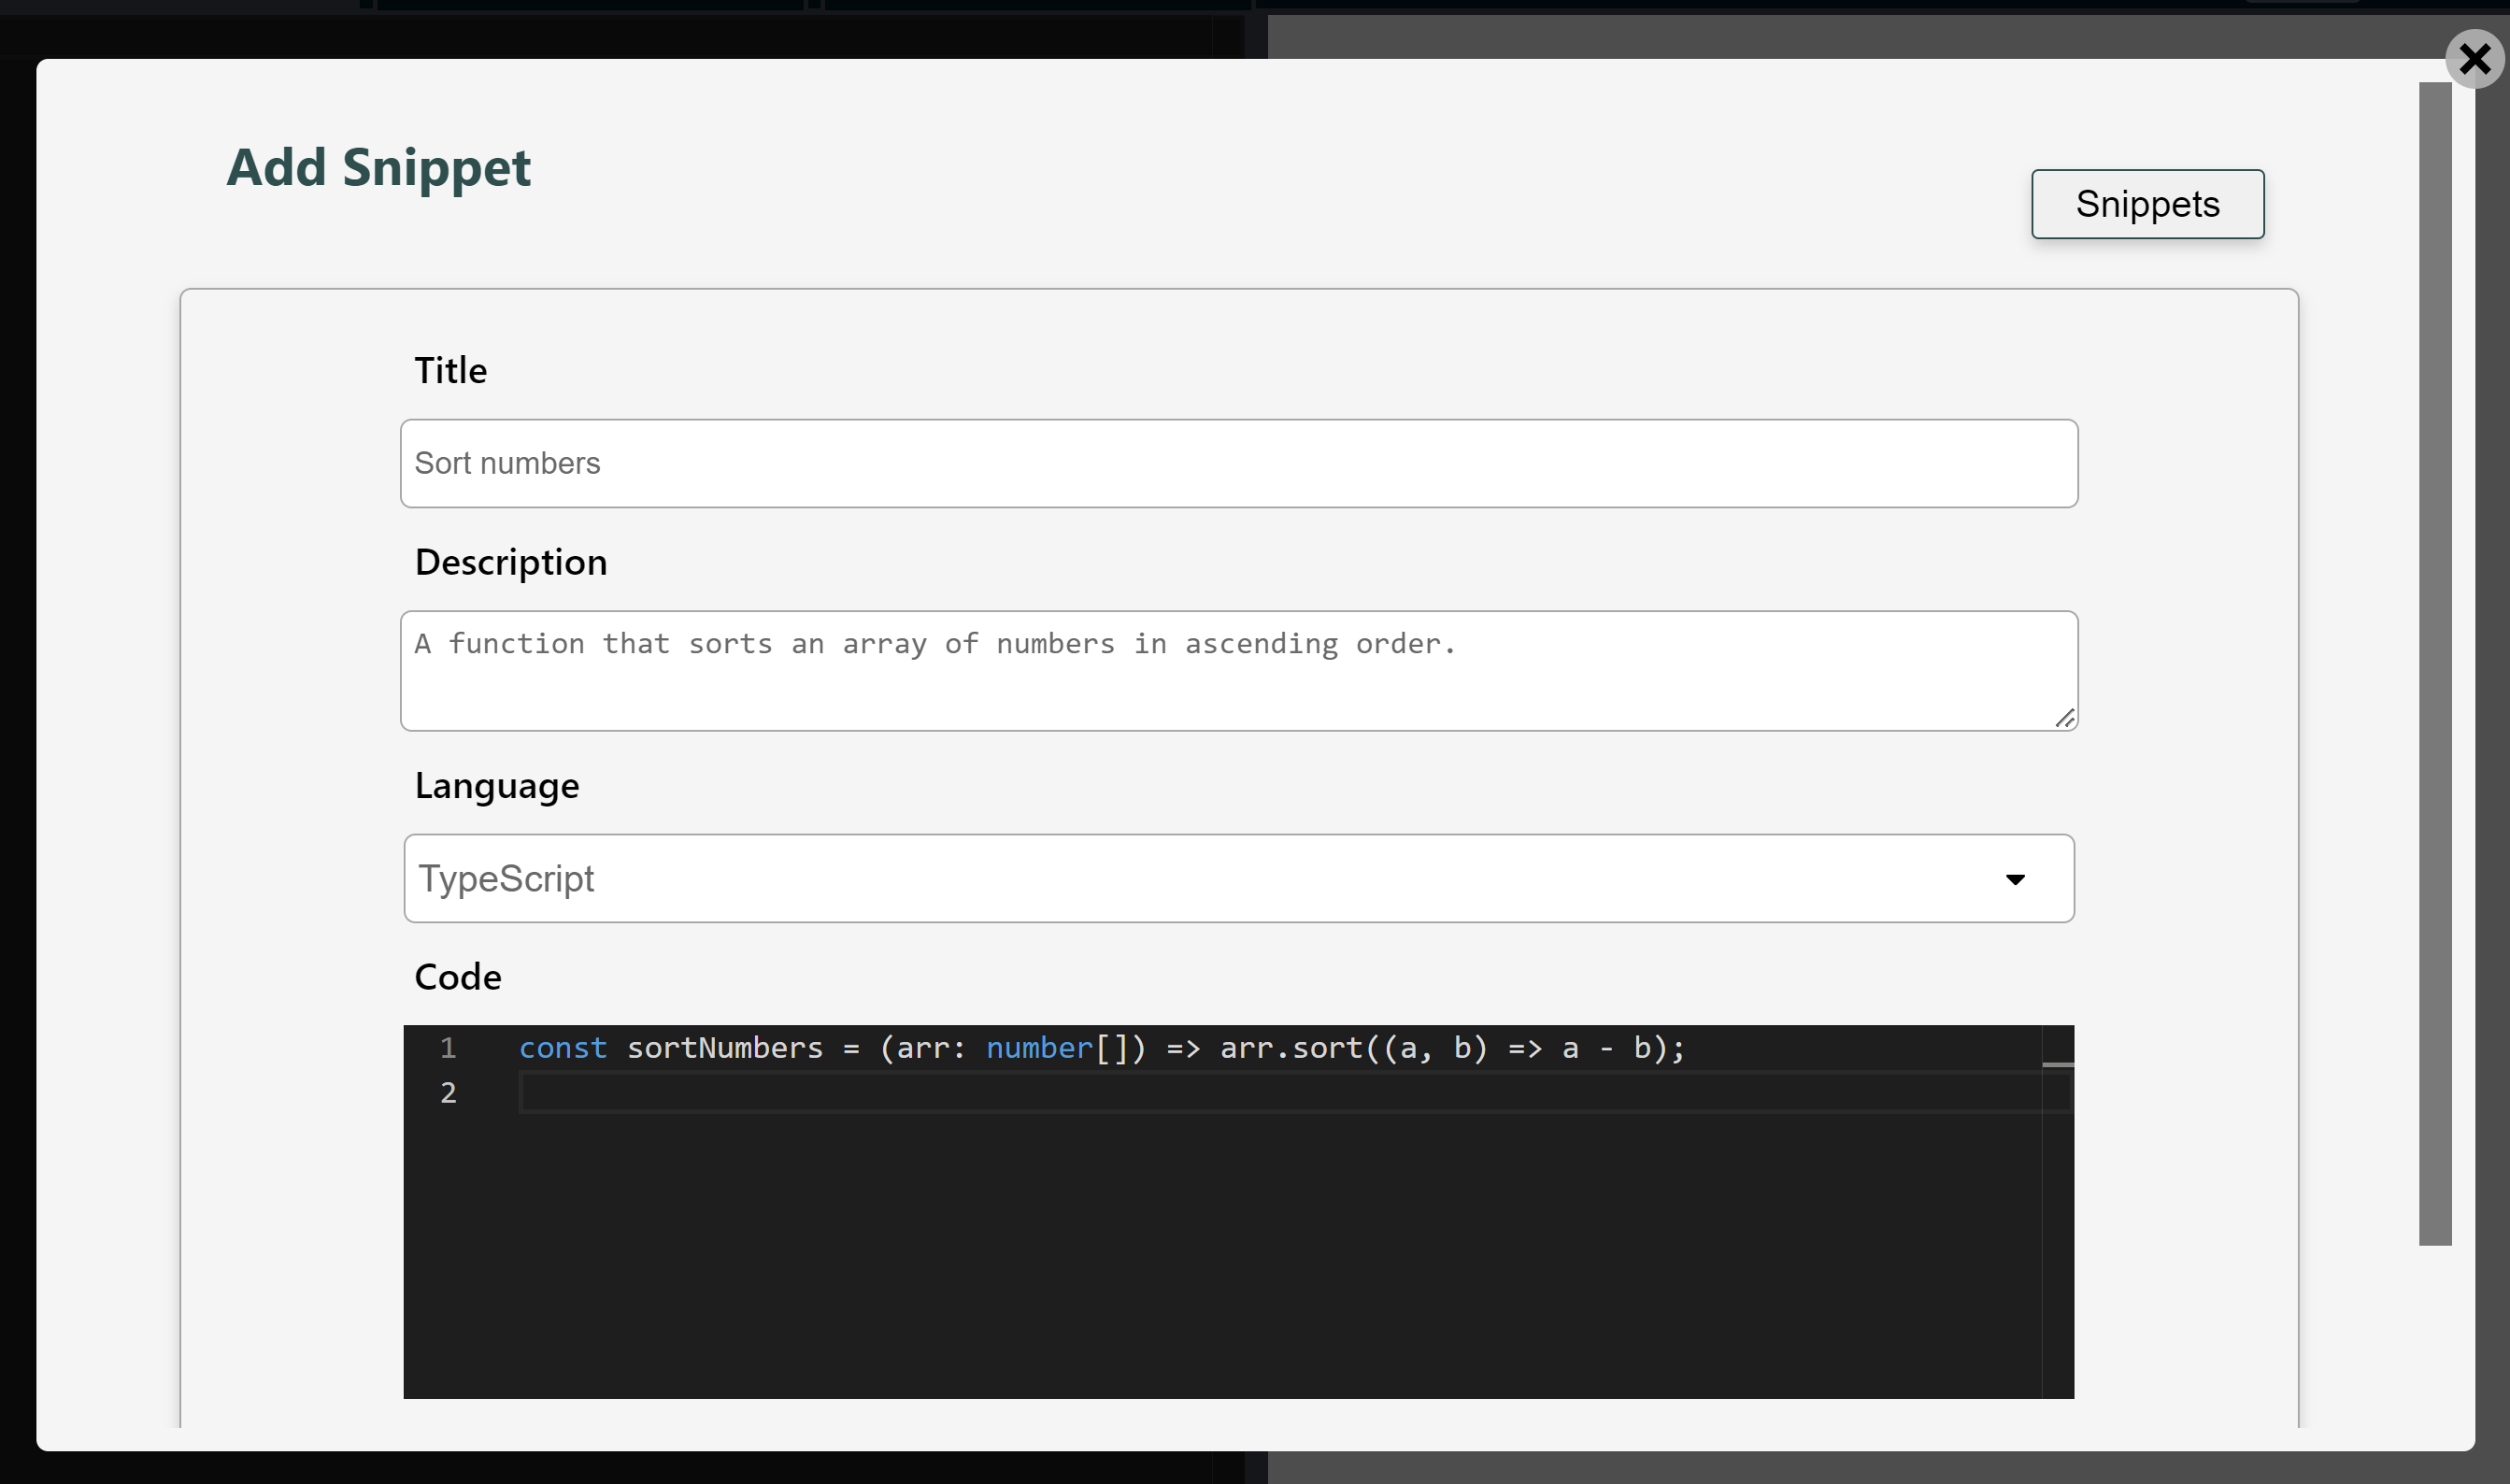 Add Snippet
Snippets
Title
Sort numbers
Description
A function that sorts an array of numbers in ascending order.
Language
TypeScript
Code
1 const sortNumbers = (arr: number[]) => arr.sort((a, b) => a - b);
2